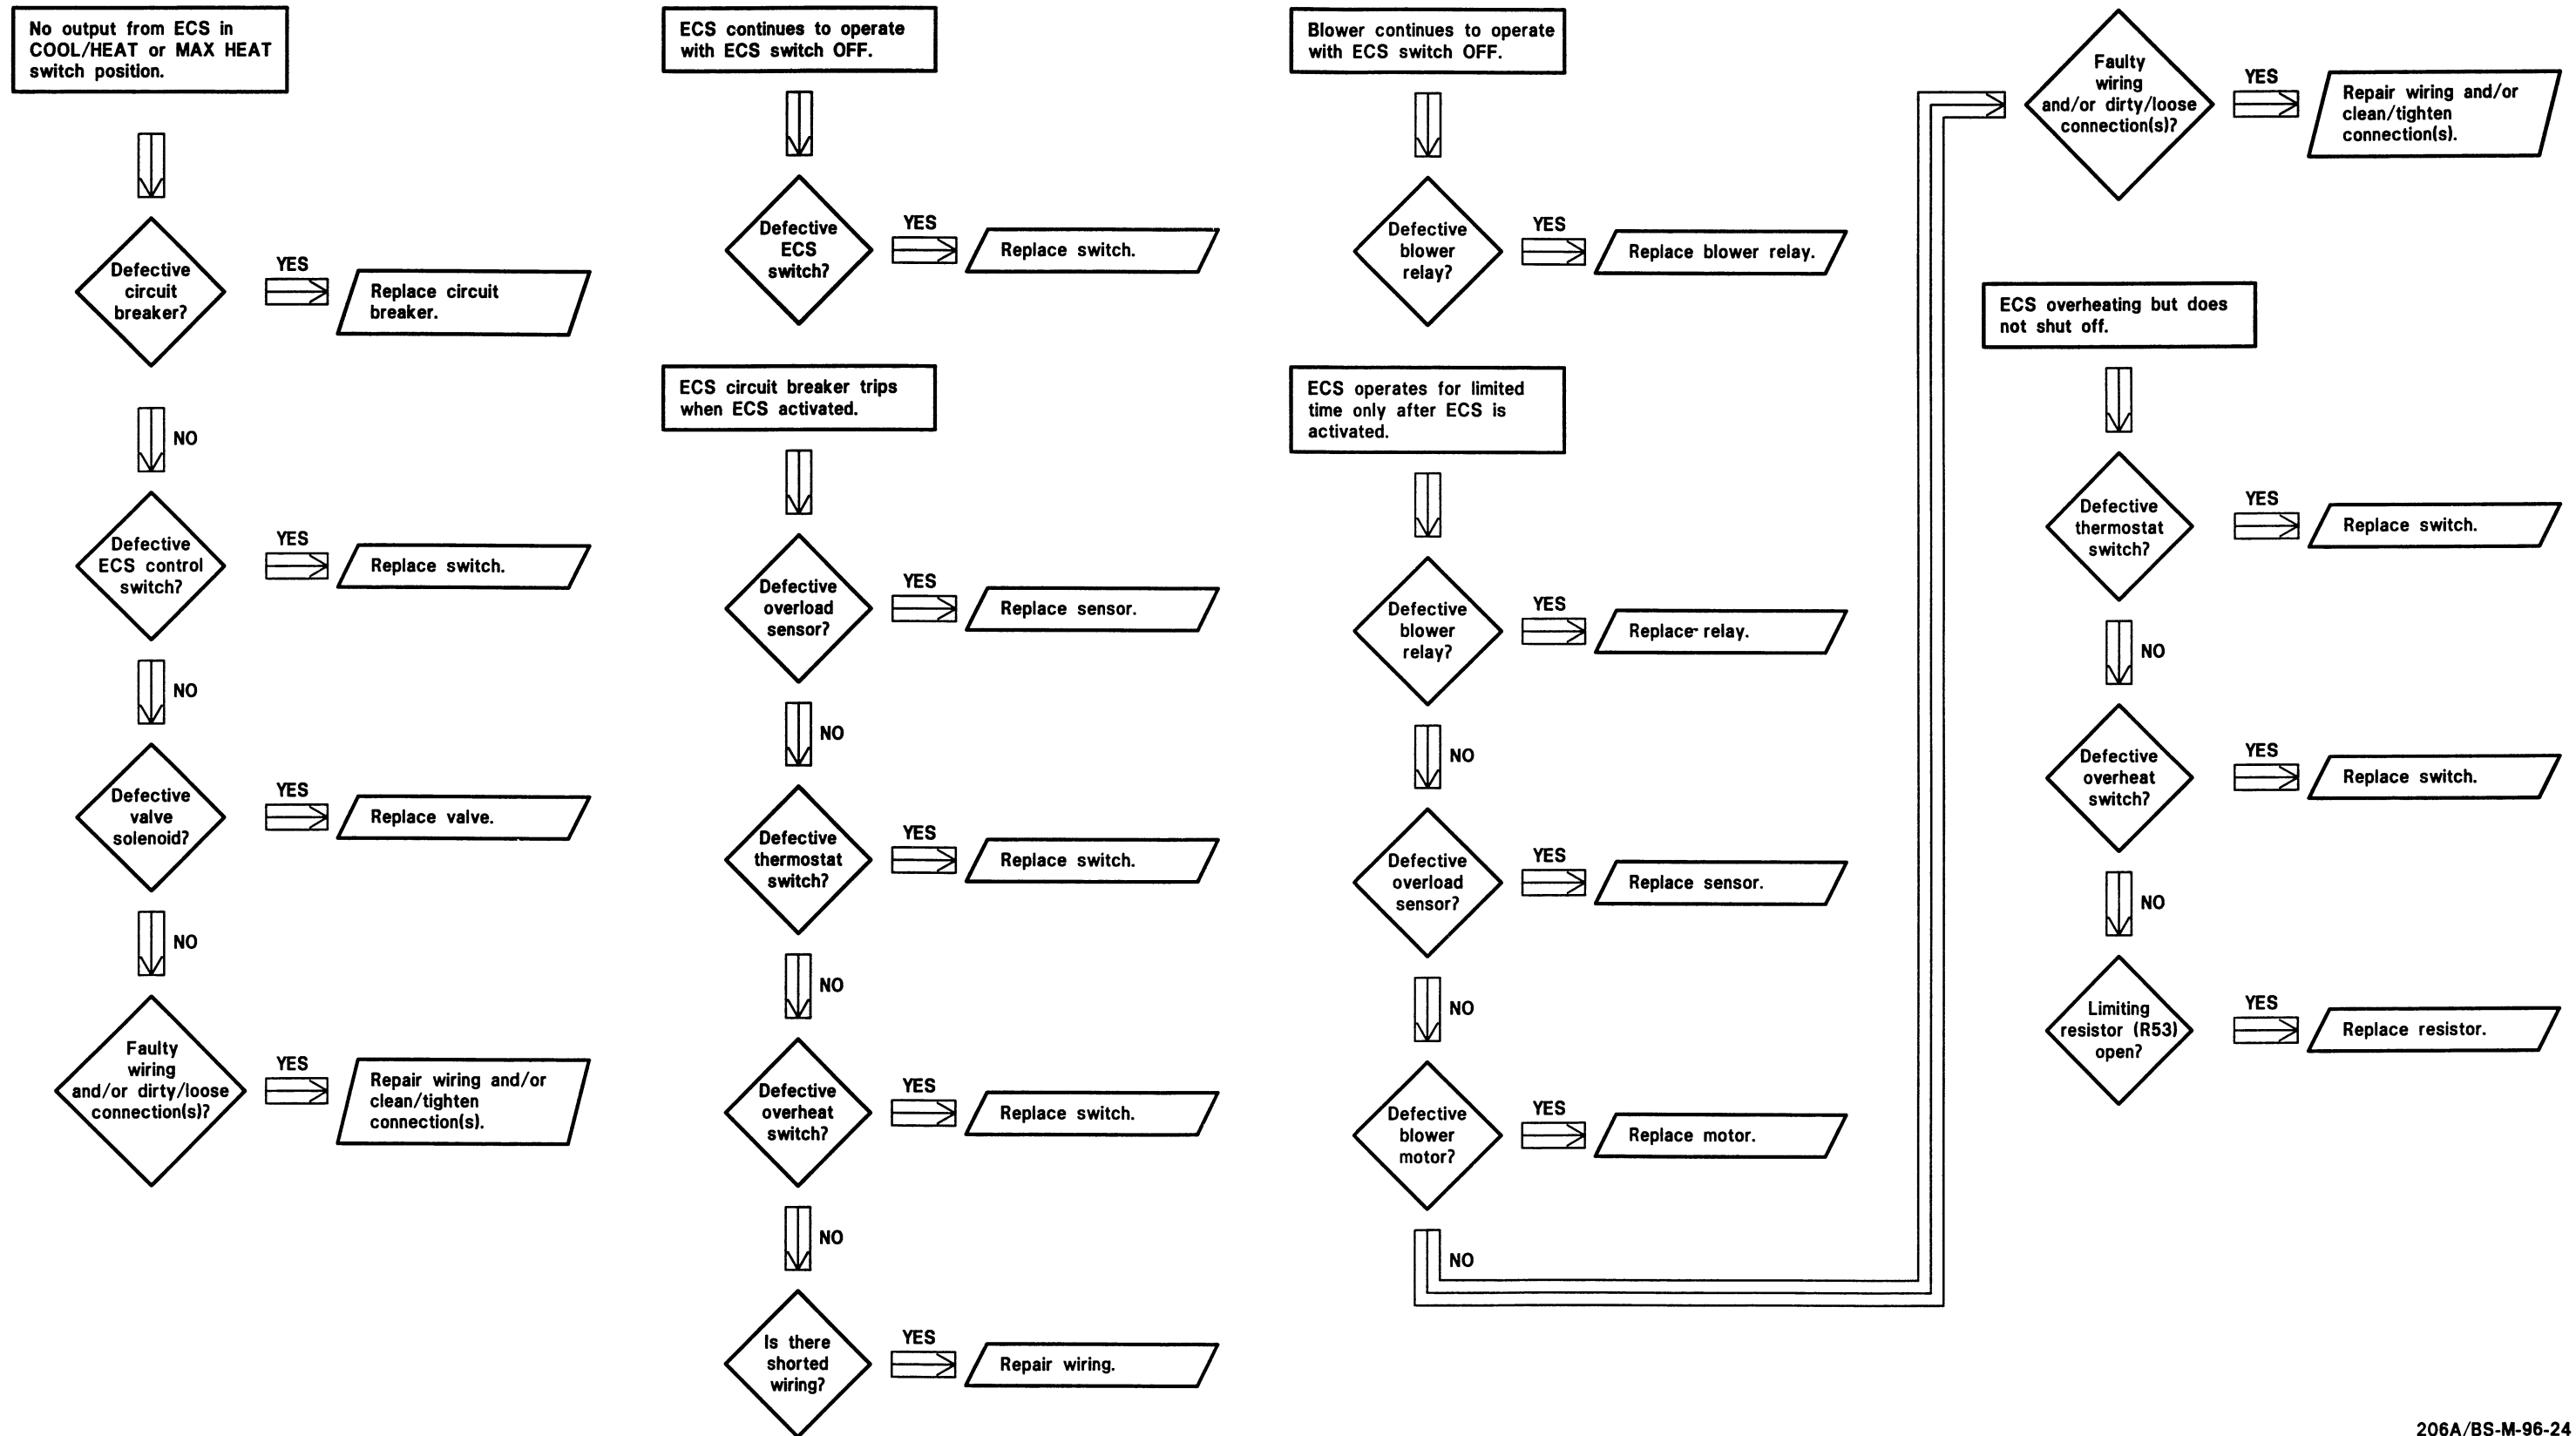 No output from ECS in
COOL/HEAT or MAX HEAT
switch position.
Defective
circuit
breaker?
YES
Replace circuit
breaker.
NO
Defective
ECS control
switch?
YES
Replace switch.
NO
Defective
valve
solenoid?
YES
Replace valve.
NO
Faulty
wiring
and/or dirty/loose
connection(s)?
YES
Repair wiring and/or
clean/tighten
connection(s).
ECS continues to operate
with ECS switch OFF.
Defective
ECS
switch?
YES
Replace switch.
ECS circuit breaker trips
when ECS activated.
Defective
overload
sensor?
YES
Replace sensor.
NO
Defective
thermostat
switch?
YES
Replace switch.
NO
Defective
overheat
switch?
YES
Replace switch.
NO
Is there
shorted
wiring?
YES
Repair wiring.
Blower continues to operate
with ECS switch OFF.
Defective
blower
relay?
YES
Replace blower relay.
ECS operates for limited
time only after ECS is
activated.
Defective
blower
relay?
YES
Replace relay.
NO
Defective
overload
sensor?
YES
Replace sensor.
NO
Defective
blower
motor?
YES
Replace motor.
NO
Faulty
wiring
and/or dirty/loose
connection(s)?
YES
Repair wiring and/or
clean/tighten
connection(s).
ECS overheating but does
not shut off.
Defective
thermostat
switch?
YES
Replace switch.
NO
Defective
overheat
switch?
YES
Replace switch.
NO
Limiting
resistor (R53)
open?
YES
Replace resistor.
206A/BS-M-96-24